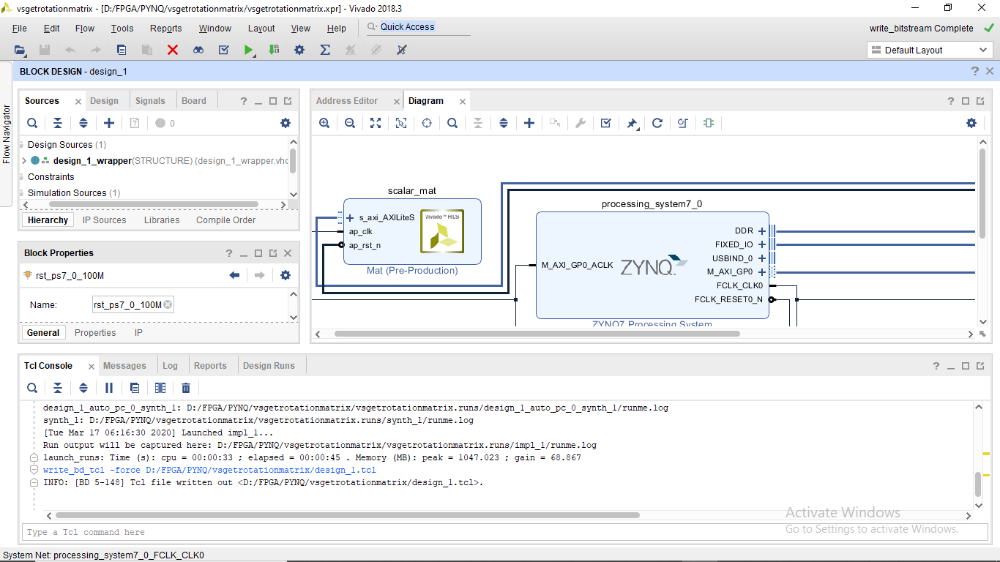 vsgetrotationmatrix - [D:/FPGA/PYNQ/vsgetrotationmatrix/vsgetrotationmatrix.xpr] - Vivado 2018.3
File Edit Flow Tools Reports Window Layout View Help Quick Access write_bitstream Complete
Default Layout
BLOCK DESIGN - design_1
Flow Navigator
Sources Design Signals Board
0
Design Sources (1)
design_1_wrapper(STRUCTURE) (design_1_wrapper.vhd
Constraints
Simulation Sources (1)
Hierarchy IP Sources Libraries Compile Order
Block Properties
rst_ps7_0_100M
Name: rst_ps7_0_100M
General Properties IP
Address Editor Diagram
scalar_mat
s_axi_AXILiteS
ap_clk
ap_rst_n
Vivado™ HLS
Mat (Pre-Production)
processing_system7_0
M_AXI_GP0_ACLK
ZYNQ.
DDR
FIXED_IO
USBIND_0
M_AXI_GP0
FCLK_CLK0
FCLK_RESET0_N
ZYNQ7 Processing System
Tcl Console Messages Log Reports Design Runs
design_1_auto_pc_0_synth_1: D:/FPGA/PYNQ/vsgetrotationmatrix/vsgetrotationmatrix.runs/design_1_auto_pc_0_synth_1/runme.log
synth_1: D:/FPGA/PYNQ/vsgetrotationmatrix/vsgetrotationmatrix.runs/synth_1/runme.log
[Tue Mar 17 06:16:30 2020] Launched impl_1...
Run output will be captured here: D:/FPGA/PYNQ/vsgetrotationmatrix/vsgetrotationmatrix.runs/impl_1/runme.log
launch_runs: Time (s): cpu = 00:00:33 ; elapsed = 00:00:45 . Memory (MB): peak = 1047.023 ; gain = 68.867
write_bd_tcl -force D:/FPGA/PYNQ/vsgetrotationmatrix/design_1.tcl
INFO: [BD 5-148] Tcl file written out <D:/FPGA/PYNQ/vsgetrotationmatrix/design_1.tcl>.
Activate Windows
Go to Settings to activate Windows.
Type a Tcl command here
System Net: processing_system7_0_FCLK_CLK0